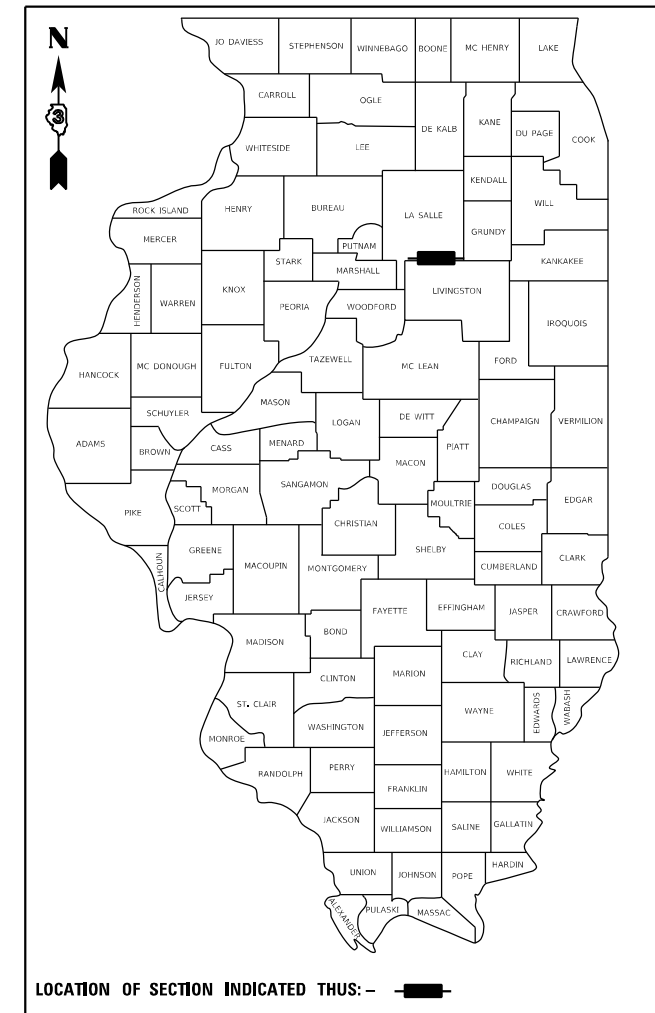 N
3
JO DAVIESS STEPHENSON WINNEBAGO BOONE MC HENRY LAKE
CARROLL OGLE DE KALB KANE DU PAGE COOK
WHITESIDE LEE KENDALL WILL
ROCK ISLAND HENRY BUREAU LA SALLE GRUNDY
MERCER STARK PUTNAM MARSHALL KANKAKEE
HENDERSON WARREN KNOX PEORIA WOODFORD LIVINGSTON IROQUOIS
HANCOCK MC DONOUGH FULTON TAZEWELL MC LEAN FORD
SCHUYLER MASON LOGAN DE WITT CHAMPAIGN VERMILION
ADAMS BROWN CASS MENARD MACON PIATT
PIKE SCOTT MORGAN SANGAMON CHRISTIAN MOULTRIE DOUGLAS EDGAR
COLES
CALHOUN GREENE MACOUPIN MONTGOMERY SHELBY CUMBERLAND CLARK
JERSEY FAYETTE EFFINGHAM JASPER CRAWFORD
MADISON BOND CLAY RICHLAND LAWRENCE
CLINTON MARION
ST. CLAIR WASHINGTON JEFFERSON WAYNE EDWARDS WABASH
MONROE
RANDOLPH PERRY FRANKLIN HAMILTON WHITE
JACKSON WILLIAMSON SALINE GALLATIN
UNION JOHNSON POPE HARDIN
ALEXANDER PULASKI MASSAC
LOCATION OF SECTION INDICATED THUS: -